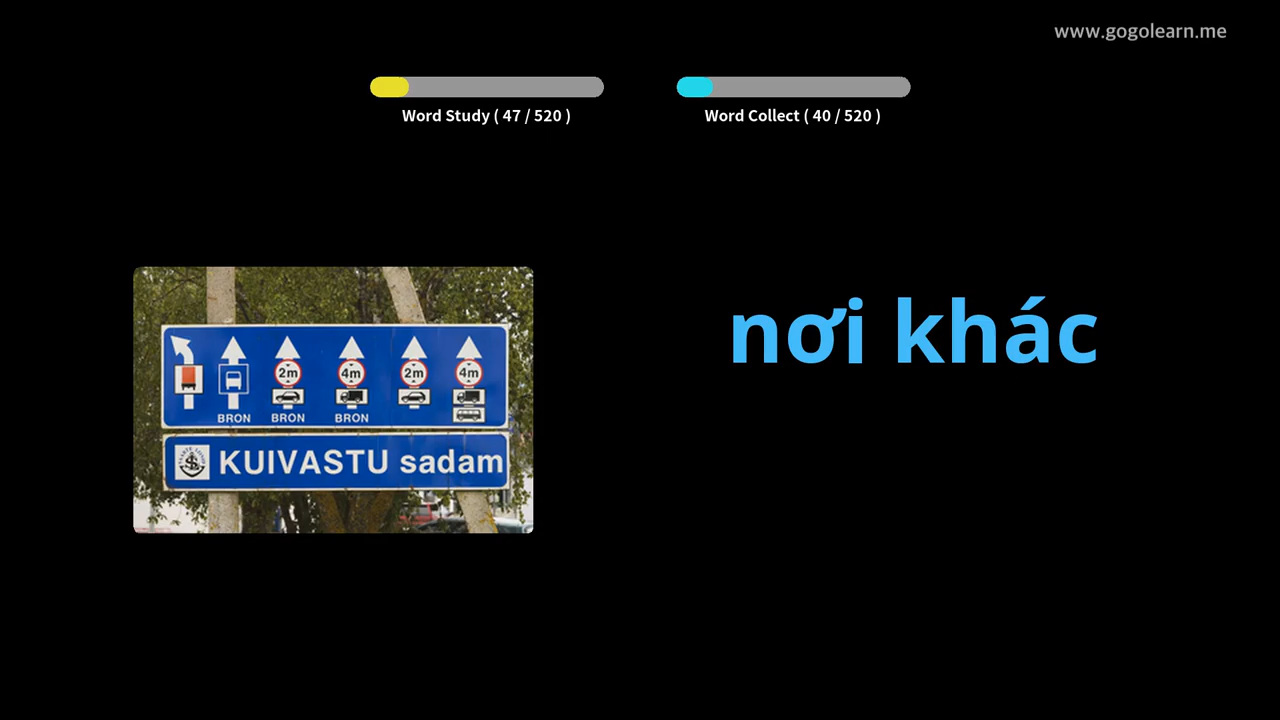 www.gogolearn.me
Word Study ( 47 / 520 )
Word Collect ( 40 / 520 )
nơi khác
2m 4m 2m 4m
BRON BRON BRON
KUIVASTU sadam